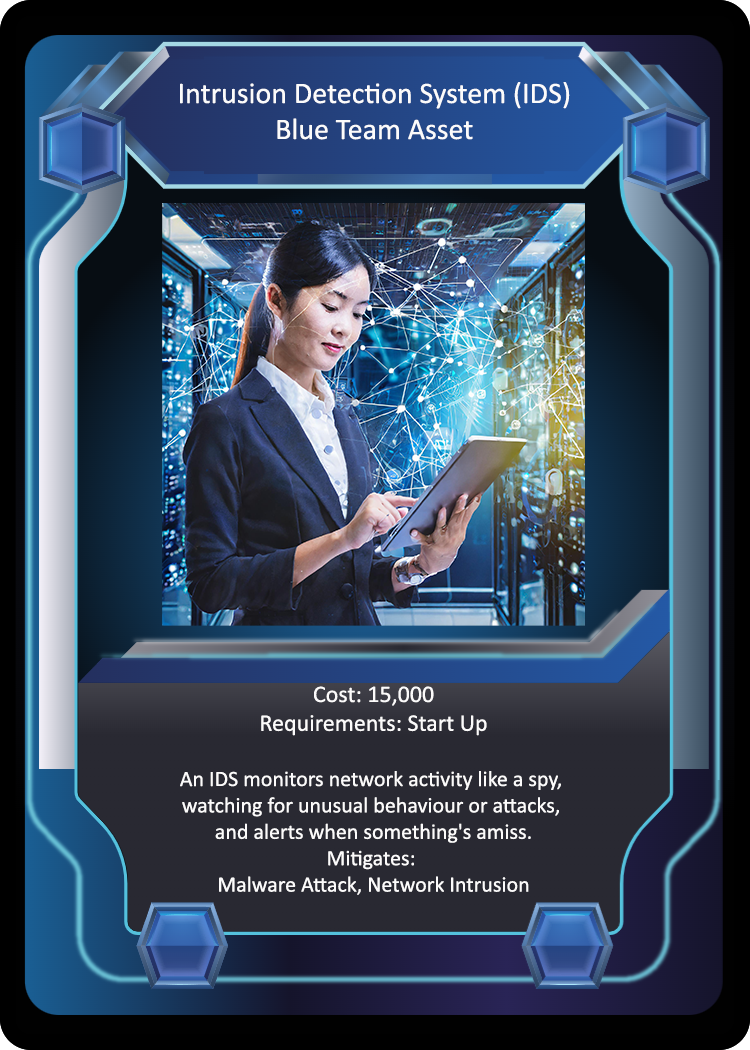 Intrusion Detection System (IDS)
Blue Team Asset
Cost: 15,000
Requirements: Start Up
An IDS monitors network activity like a spy,
watching for unusual behaviour or attacks,
and alerts when something's amiss.
Mitigates:
Malware Attack, Network Intrusion